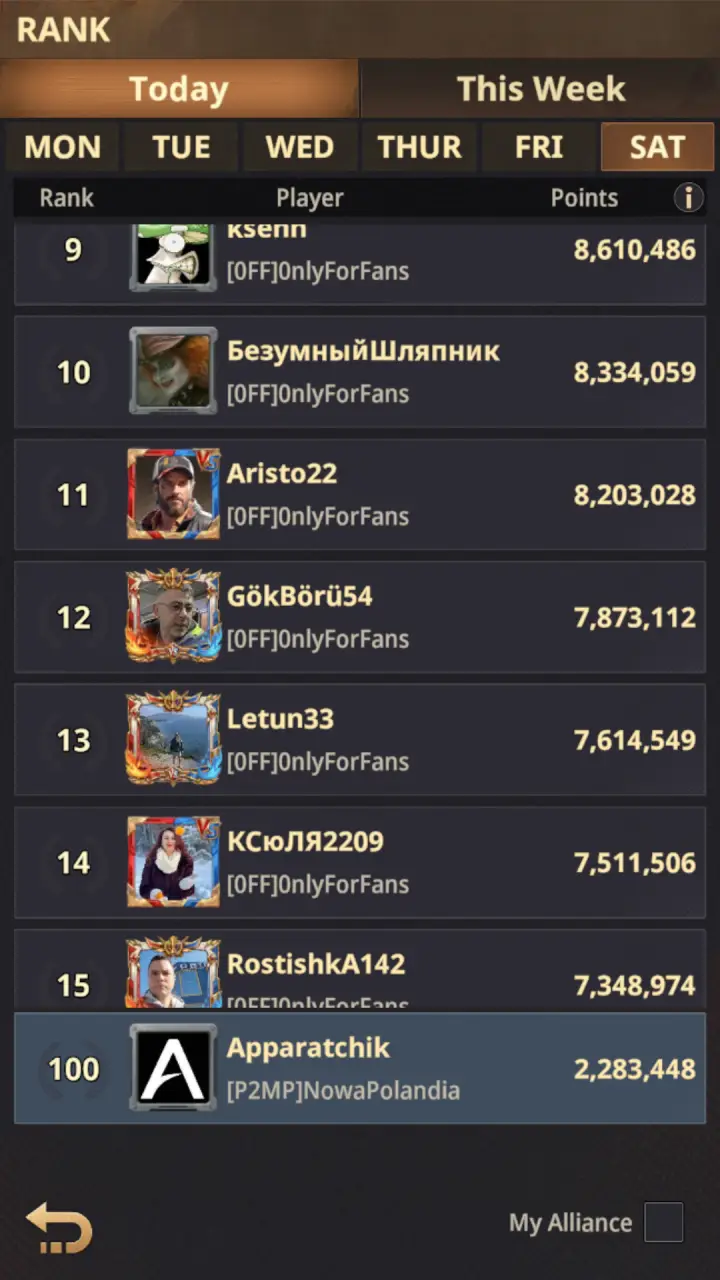 RANK
Today
This Week
MON TUE WED THUR FRI SAT
Rank Player Points i
9
ksenn
[0FF]0nlyForFans
8,610,486
10
БезумныйШляпник
[0FF]0nlyForFans
8,334,059
11
Aristo22
[0FF]0nlyForFans
8,203,028
12
GökBörü54
[0FF]0nlyForFans
7,873,112
13
Letun33
[0FF]0nlyForFans
7,614,549
14
КСюЛЯ2209
[0FF]0nlyForFans
7,511,506
15
RostishkA142
[0FF]0nlyForFans
7,348,974
100
Apparatchik
[P2MP]NowaPolandia
2,283,448
My Alliance